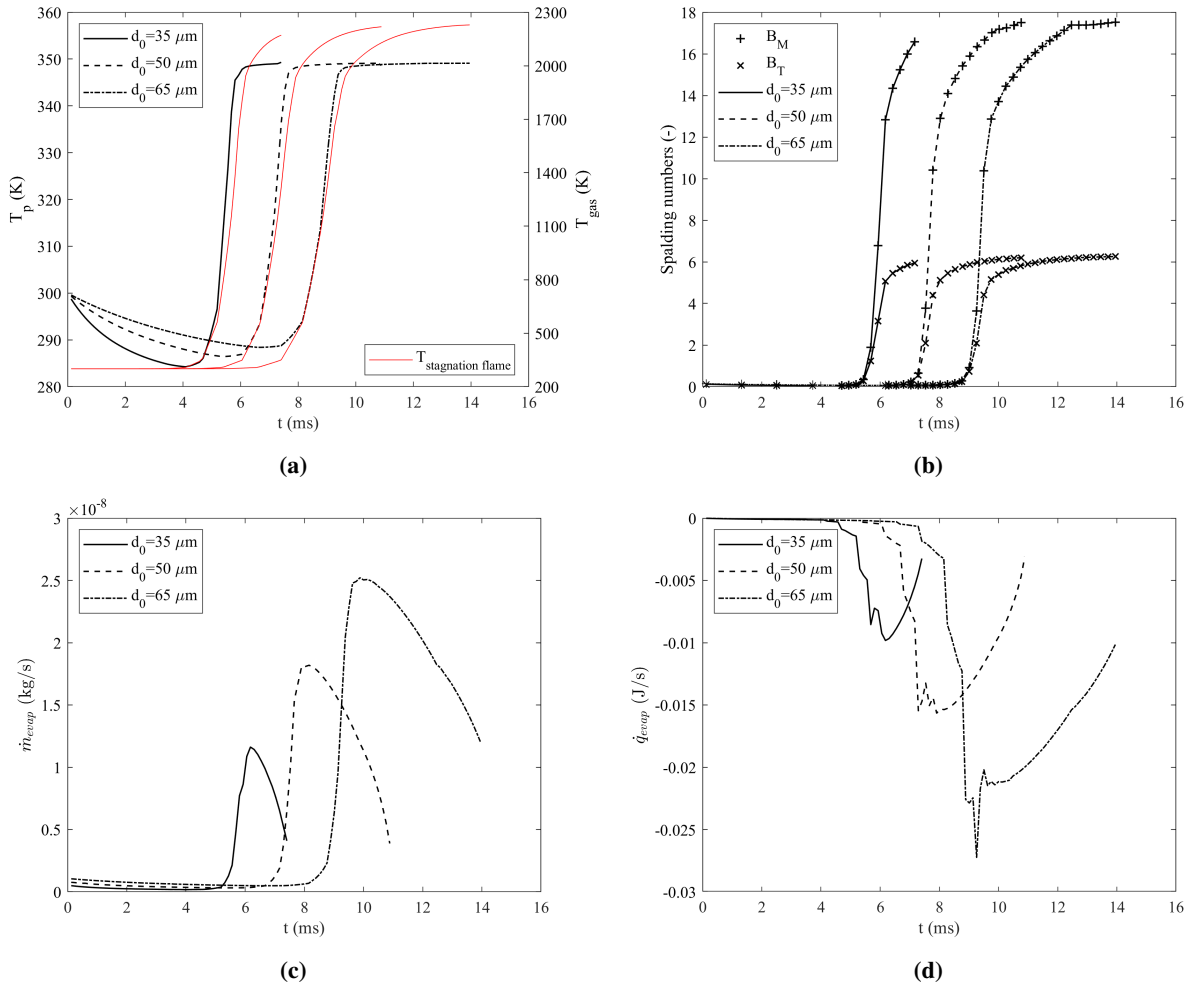 d_0=35 μm
d_0=50 μm
d_0=65 μm
T_stagnation flame
T_p (K)
T_gas (K)
360
350
340
330
320
310
300
290
280
2300
2000
1700
1400
1100
800
500
200
0 2 4 6 8 10 12 14 16
t (ms)
(a)
B_M
B_T
d_0=35 μm
d_0=50 μm
d_0=65 μm
Spalding numbers (-)
18
16
14
12
10
8
6
4
2
0
0 2 4 6 8 10 12 14 16
t (ms)
(b)
×10^-8
d_0=35 μm
d_0=50 μm
d_0=65 μm
ṁ_evap (kg/s)
3
2.5
2
1.5
1
0.5
0
0 2 4 6 8 10 12 14 16
t (ms)
(c)
d_0=35 μm
d_0=50 μm
d_0=65 μm
q̇_evap (J/s)
0
-0.005
-0.01
-0.015
-0.02
-0.025
-0.03
0 2 4 6 8 10 12 14 16
t (ms)
(d)